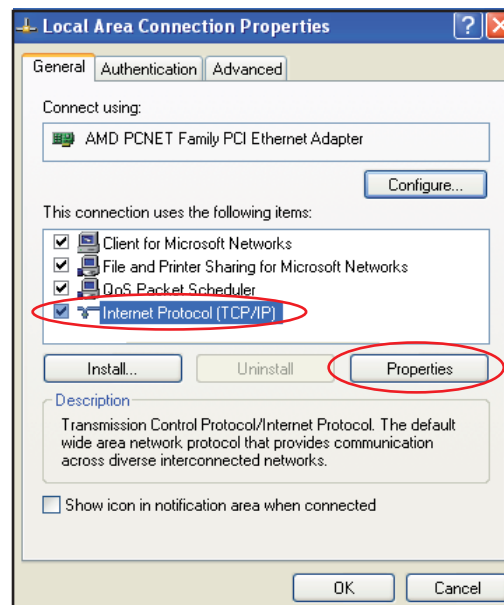 Local Area Connection Properties
General Authentication Advanced
Connect using:
AMD PCNET Family PCI Ethernet Adapter
Configure...
This connection uses the following items:
Client for Microsoft Networks
File and Printer Sharing for Microsoft Networks
QoS Packet Scheduler
Internet Protocol (TCP/IP)
Install... Uninstall Properties
Description
Transmission Control Protocol/Internet Protocol. The default
wide area network protocol that provides communication
across diverse interconnected networks.
Show icon in notification area when connected
OK Cancel